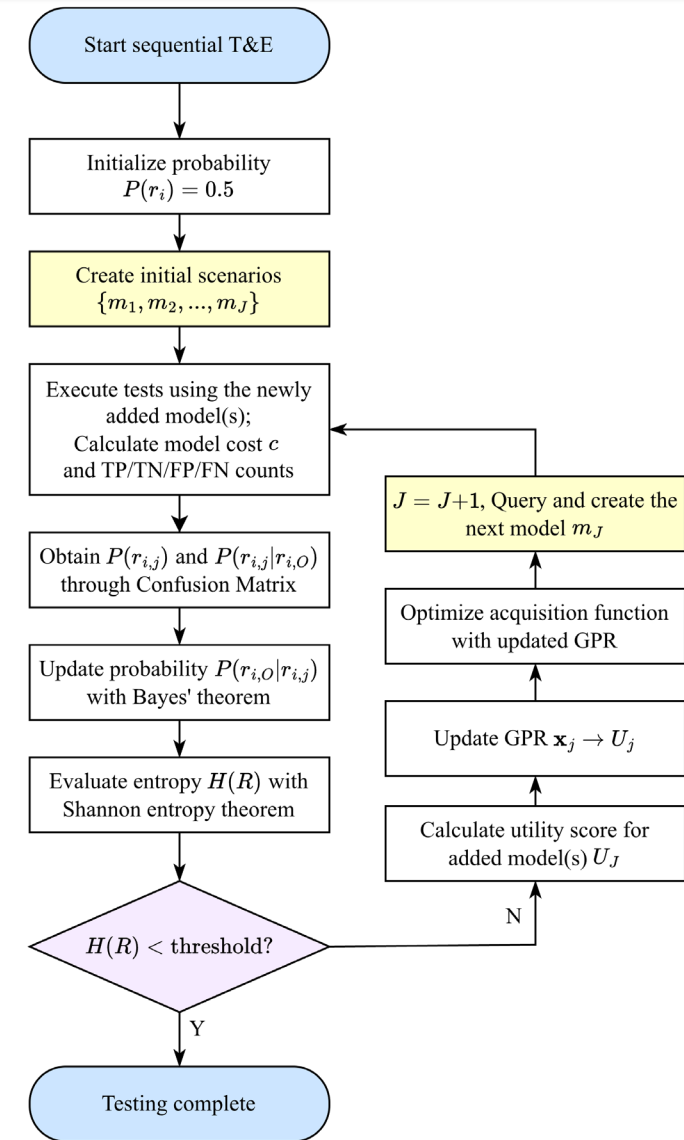 Start sequential T&E
Initialize probability
P(r_i) = 0.5
Create initial scenarios
{m_1, m_2, ..., m_J}
Execute tests using the newly
added model(s);
Calculate model cost c
and TP/TN/FP/FN counts
Obtain P(r_{i,j}) and P(r_{i,j}|r_{i,O})
through Confusion Matrix
Update probability P(r_{i,O}|r_{i,j})
with Bayes' theorem
Evaluate entropy H(R) with
Shannon entropy theorem
H(R) < threshold?
Y
Testing complete
N
Calculate utility score for
added model(s) U_J
Update GPR x_j → U_j
Optimize acquisition function
with updated GPR
J = J+1, Query and create the
next model m_J